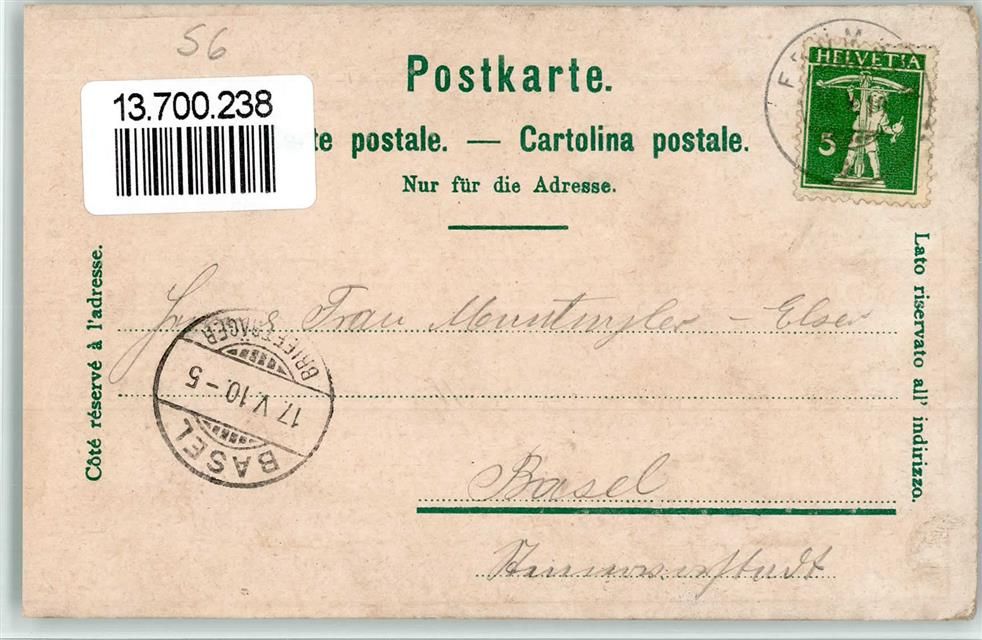 56
Postkarte.
13.700.238
te postale. — Cartolina postale.
Nur für die Adresse.
HELVETIA
5
Côté réservé à l'adresse.
Lato riservato all' indirizzo.
Frau - Elser
BRIEFTRÄGER
17. V. 10. - 5
BASEL
Basel